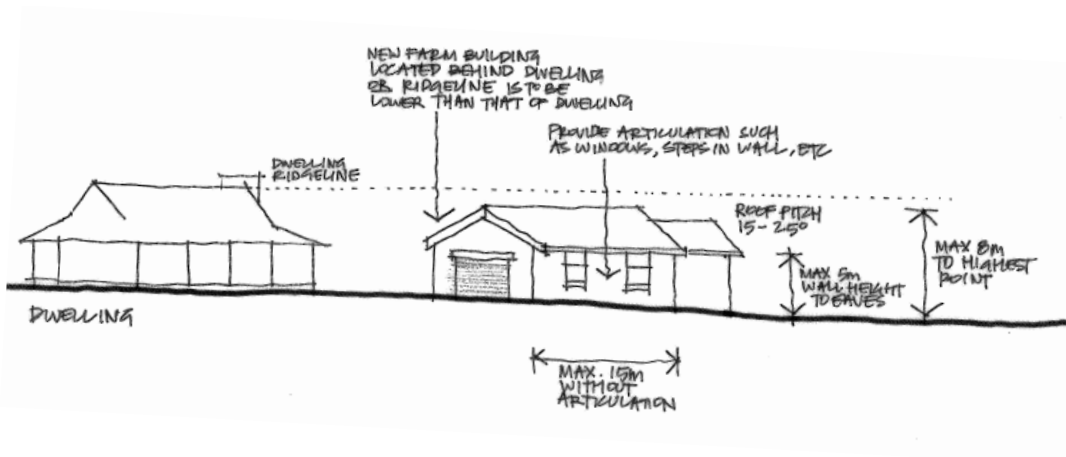 NEW FARM BUILDING
LOCATED BEHIND DWELLING
OR RIDGELINE IS TO BE
LOWER THAN THAT OF DWELLING
PROVIDE ARTICULATION SUCH
AS WINDOWS, STEPS IN WALL, ETC
DWELLING
RIDGELINE
ROOF PITCH
15-25°
MAX 8m
TO HIGHEST
POINT
MAX 5m
WALL HEIGHT
TO EAVES
DWELLING
MAX. 15m
WITHOUT
ARTICULATION